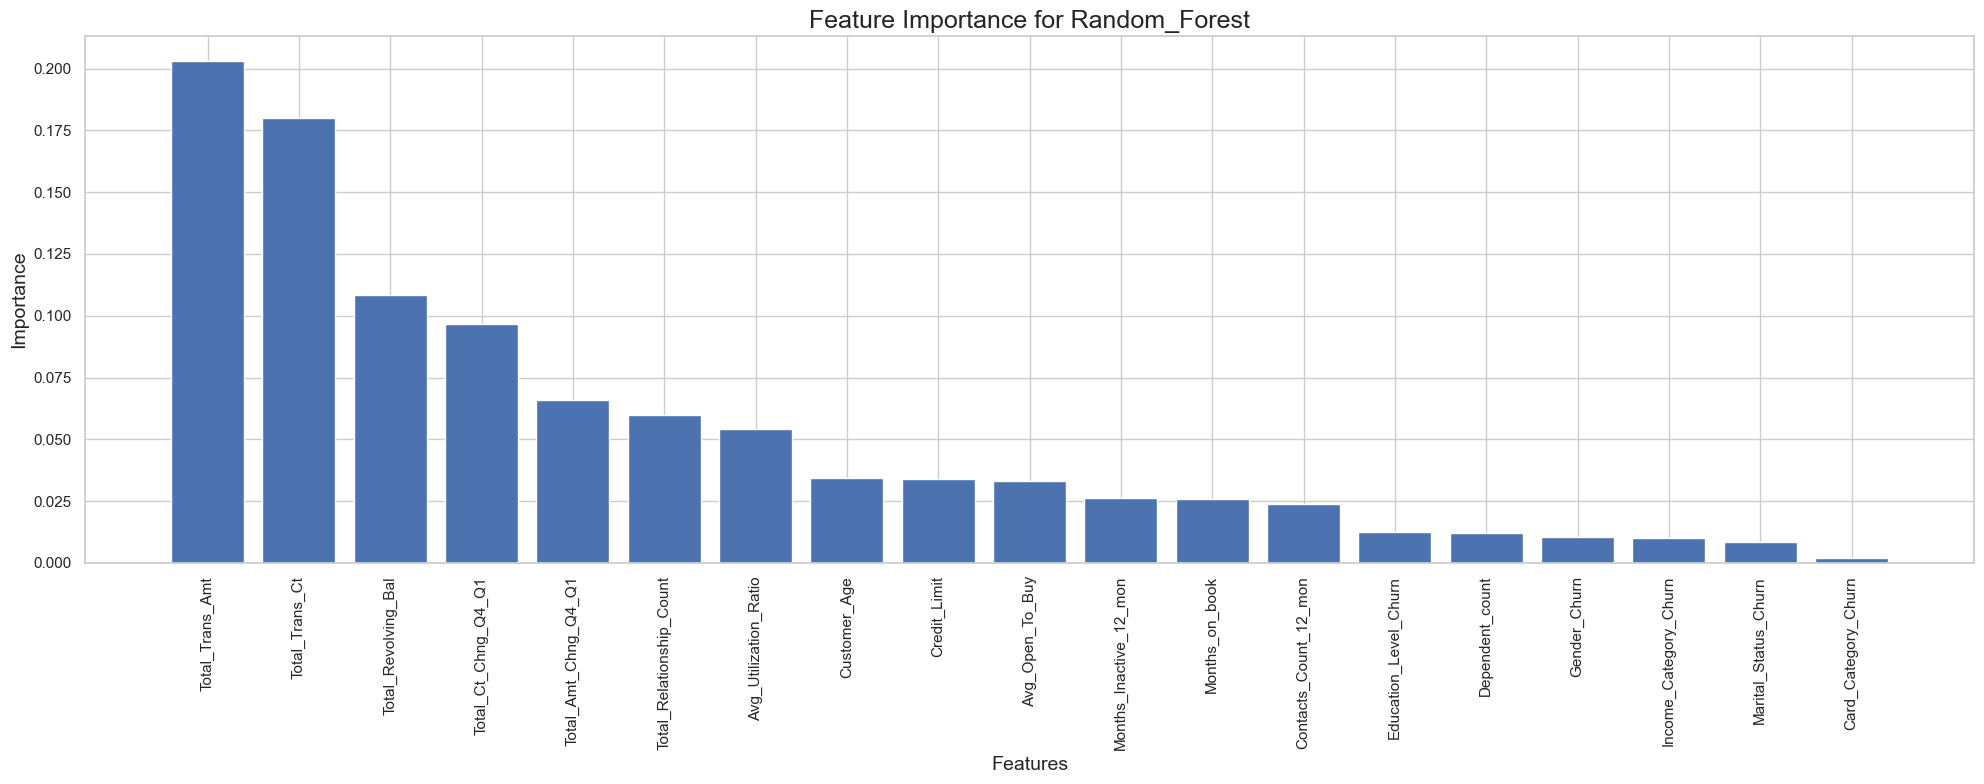 Feature Importance for Random_Forest
Importance
0.200
0.175
0.150
0.125
0.100
0.075
0.050
0.025
0.000
Total_Trans_Amt
Total_Trans_Ct
Total_Revolving_Bal
Total_Ct_Chng_Q4_Q1
Total_Amt_Chng_Q4_Q1
Total_Relationship_Count
Avg_Utilization_Ratio
Customer_Age
Credit_Limit
Avg_Open_To_Buy
Months_Inactive_12_mon
Months_on_book
Contacts_Count_12_mon
Education_Level_Churn
Dependent_count
Gender_Churn
Income_Category_Churn
Marital_Status_Churn
Card_Category_Churn
Features